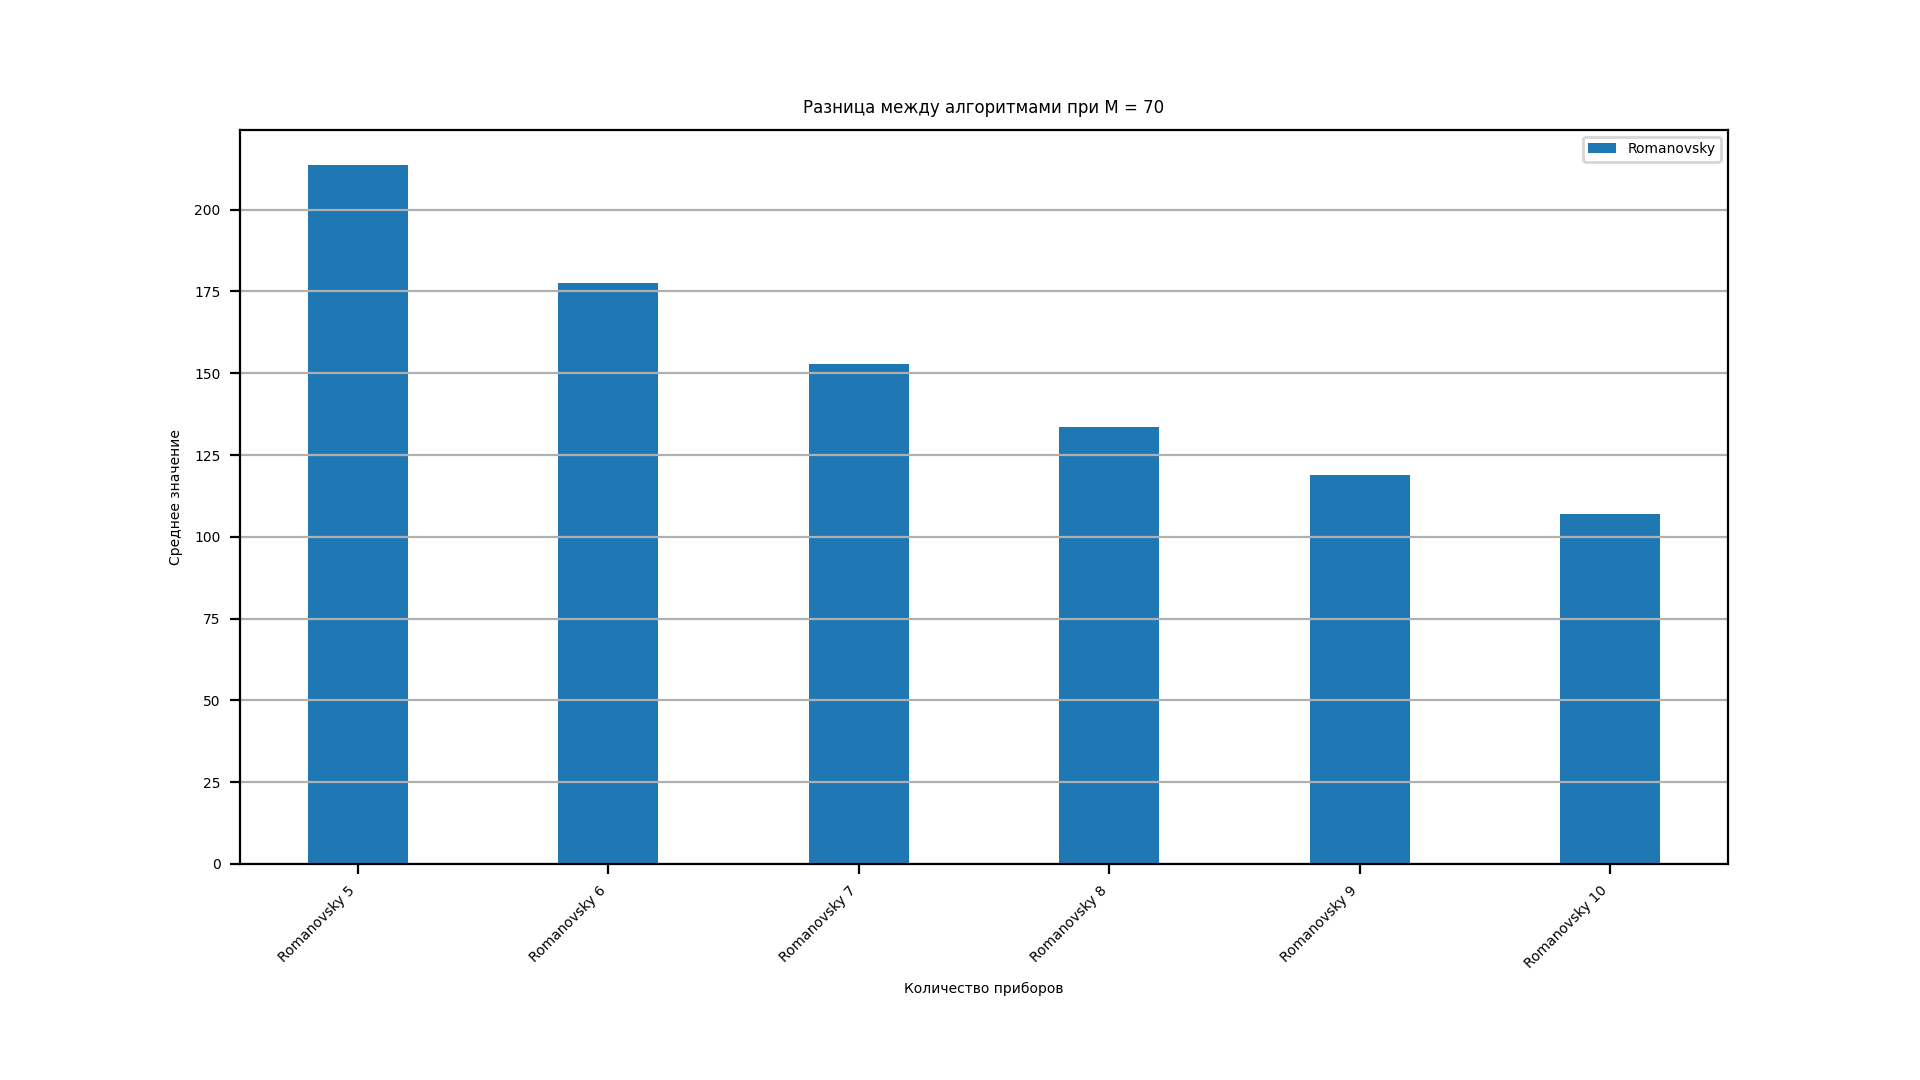 Разница между алгоритмами при M = 70
Romanovsky
Среднее значение
200
175
150
125
100
75
50
25
0
Romanovsky 5
Romanovsky 6
Romanovsky 7
Romanovsky 8
Romanovsky 9
Romanovsky 10
Количество приборов